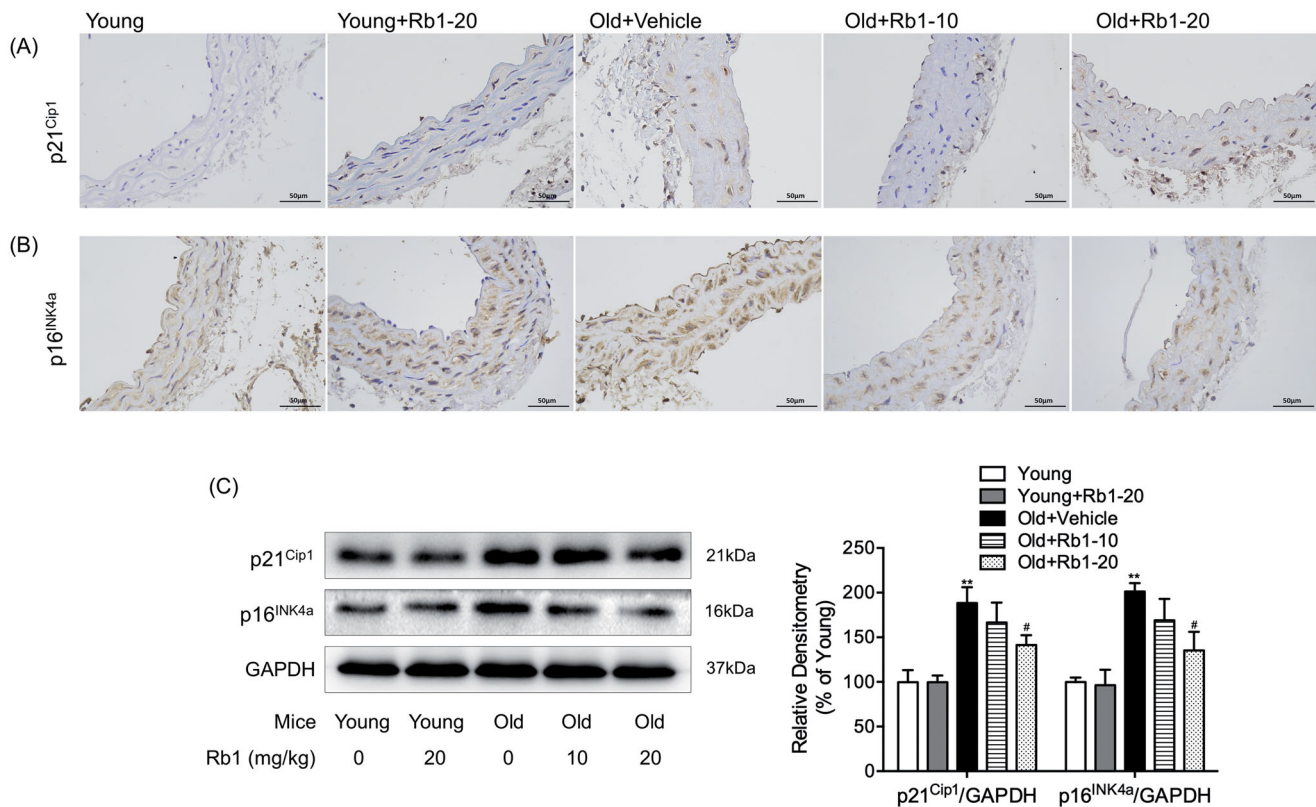 Young Young+Rb1-20 Old+Vehicle Old+Rb1-10 Old+Rb1-20
(A)
p21Cip1
50μm 50μm 50μm 50μm 50μm
(B)
p16INK4a
50μm 50μm 50μm 50μm 50μm
(C)
p21Cip1 21kDa
p16INK4a 16kDa
GAPDH 37kDa
Mice Young Young Old Old Old
Rb1 (mg/kg) 0 20 0 10 20
Young
Young+Rb1-20
Old+Vehicle
Old+Rb1-10
Old+Rb1-20
Relative Densitometry
(% of Young)
250
200
150
100
50
0
** # ** #
p21Cip1/GAPDH p16INK4a/GAPDH